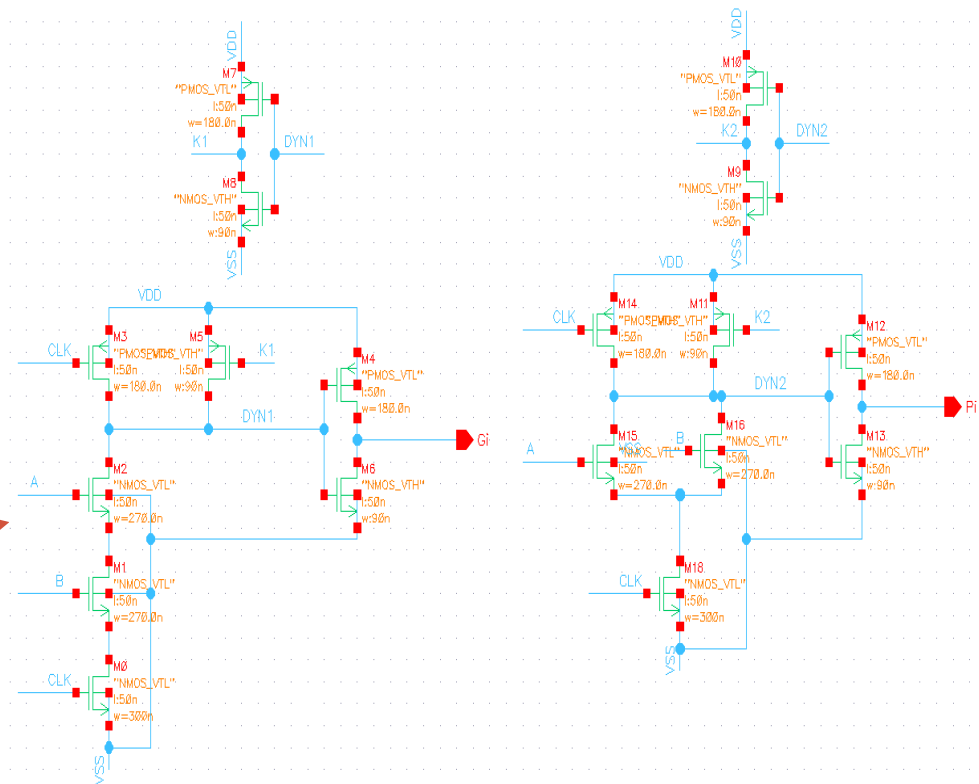 VDD
M7
"PMOS_VTL"
l:50n
w=180.0n
K1
DYN1
M8
"NMOS_VTH"
l:50n
w:90n
VSS
VDD
M10
"PMOS_VTL"
l:50n
w=180.0n
K2
DYN2
M9
"NMOS_VTH"
l:50n
w:90n
VSS
VDD
CLK
M3
l:50n
w=180.0n
M5
l:50n
w:90n
K1
M4
"PMOS_VTL"
l:50n
w=180.0n
DYN1
Gi
A
M2
"NMOS_VTL"
l:50n
w=270.0n
M6
"NMOS_VTH"
l:50n
w:90n
B
M1
"NMOS_VTL"
l:50n
w=270.0n
CLK
M0
"NMOS_VTL"
l:50n
w=300n
VSS
VDD
CLK
M14
l:50n
w=180.0n
M11
l:50n
w:90n
K2
M12
"PMOS_VTL"
l:50n
w=180.0n
DYN2
Pi
A
M15
"NMOS_VTL"
l:50n
w=270.0n
VSS
B
M16
"NMOS_VTL"
l:50n
w=270.0n
M13
"NMOS_VTH"
l:50n
w:90n
CLK
M18
"NMOS_VTL"
l:50n
w=300n
VSS